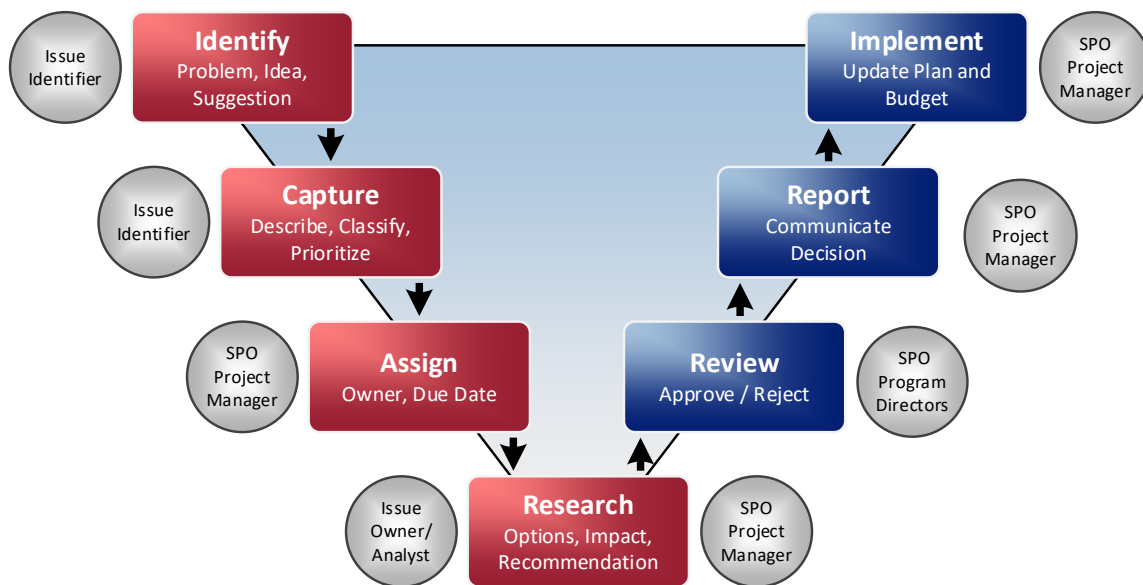 Issue
Identifier
Identify
Problem, Idea,
Suggestion
Implement
Update Plan and
Budget
SPO
Project
Manager
Issue
Identifier
Capture
Describe, Classify,
Prioritize
Report
Communicate
Decision
SPO
Project
Manager
SPO
Project
Manager
Assign
Owner, Due Date
Review
Approve / Reject
SPO
Program
Directors
Issue
Owner/
Analyst
Research
Options, Impact,
Recommendation
SPO
Project
Manager